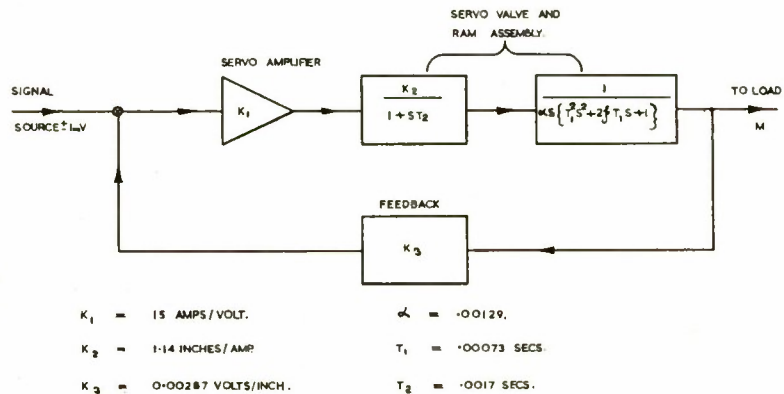 SERVO VALVE AND
RAM ASSEMBLY.
SERVO AMPLIFIER
SIGNAL
SOURCE ±1mV
K₁
K₂
1 + ST₂
1
αS{T₁²S²+2ζT₁S+1}
TO LOAD
M
FEEDBACK
K₃
K₁ = 15 AMPS/VOLT.
α = ·00129.
K₂ = 1·14 INCHES/AMP.
T₁ = ·00073 SECS.
K₃ = 0·00287 VOLTS/INCH.
T₂ = ·0017 SECS.